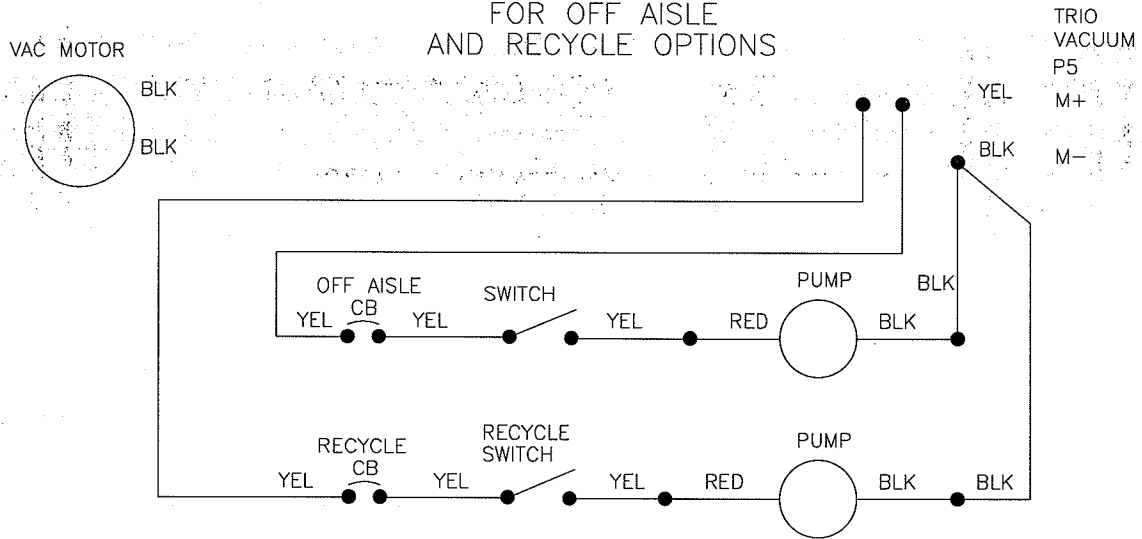 FOR OFF AISLE
AND RECYCLE OPTIONS
TRIO
VACUUM
P5
VAC MOTOR
BLK
BLK
YEL M+
BLK M-
OFF AISLE
CB
SWITCH
PUMP
BLK
YEL YEL YEL RED BLK
RECYCLE
CB
RECYCLE
SWITCH
PUMP
YEL YEL YEL RED BLK BLK